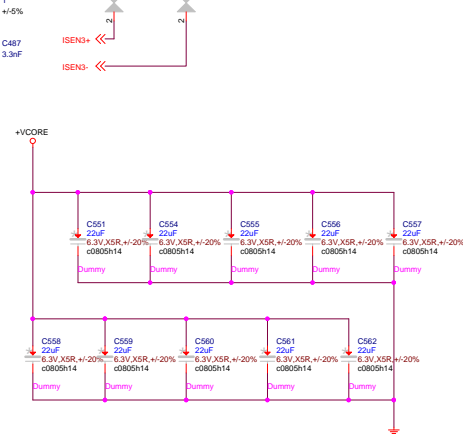 +/-5%
C487
3.3nF
2
2
ISEN3+
ISEN3-
+VCORE
C551
22uF
6.3V,X5R,+/-20%
c0805h14
Dummy
C554
22uF
6.3V,X5R,+/-20%
c0805h14
Dummy
C555
22uF
6.3V,X5R,+/-20%
c0805h14
Dummy
C556
22uF
6.3V,X5R,+/-20%
c0805h14
Dummy
C557
22uF
6.3V,X5R,+/-20%
c0805h14
Dummy
C558
22uF
6.3V,X5R,+/-20%
c0805h14
Dummy
C559
22uF
6.3V,X5R,+/-20%
c0805h14
Dummy
C560
22uF
6.3V,X5R,+/-20%
c0805h14
Dummy
C561
22uF
6.3V,X5R,+/-20%
c0805h14
Dummy
C562
22uF
6.3V,X5R,+/-20%
c0805h14
Dummy